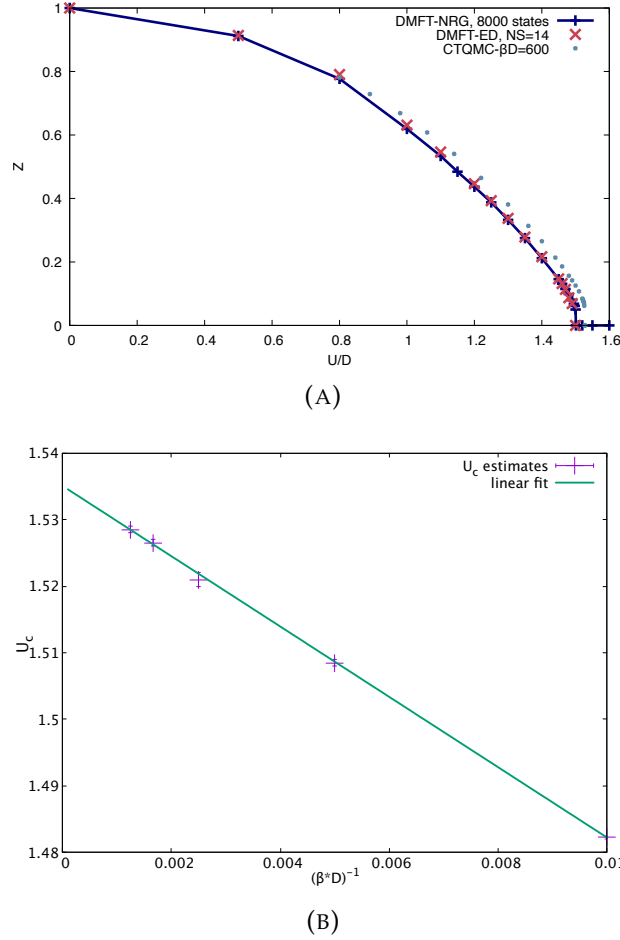 1
0.8
0.6
0.4
0.2
0
Z
DMFT-NRG, 8000 states
DMFT-ED, NS=14
CTQMC-βD=600
0.0 0.2 0.4 0.6 0.8 1 1.2 1.4 1.6
U/D
(A)
1.54
1.53
1.52
1.51
1.5
1.49
1.48
U_c
U_c estimates
linear fit
0 0.002 0.004 0.006 0.008 0.01
(β*D)⁻¹
(B)